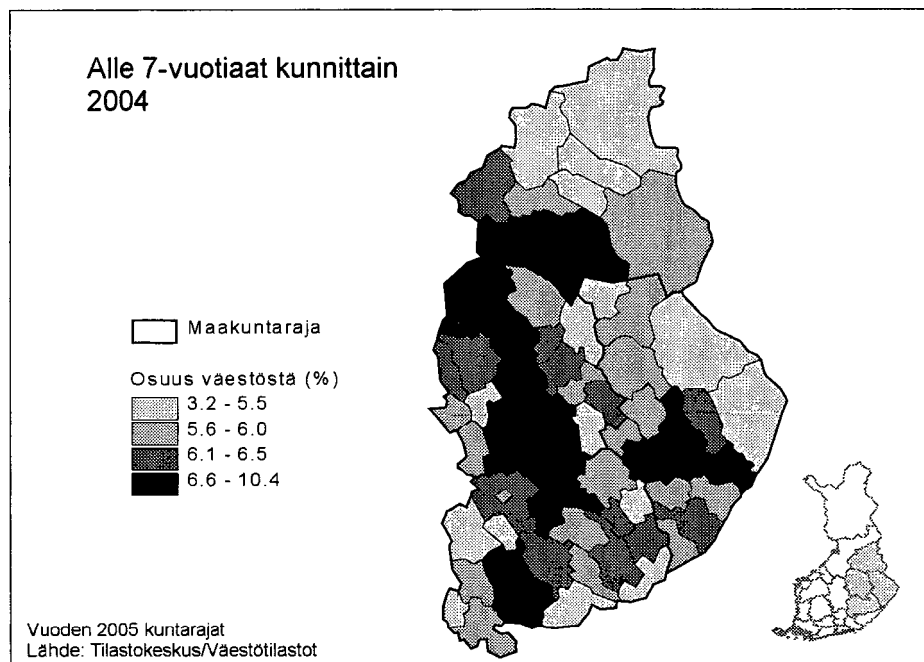 Alle 7-vuotiaat kunnittain
2004
Maakuntaraja
Osuus väestöstä (%)
3.2 - 5.5
5.6 - 6.0
6.1 - 6.5
6.6 - 10.4
Vuoden 2005 kuntarajat
Lähde: Tilastokeskus/Väestötilastot